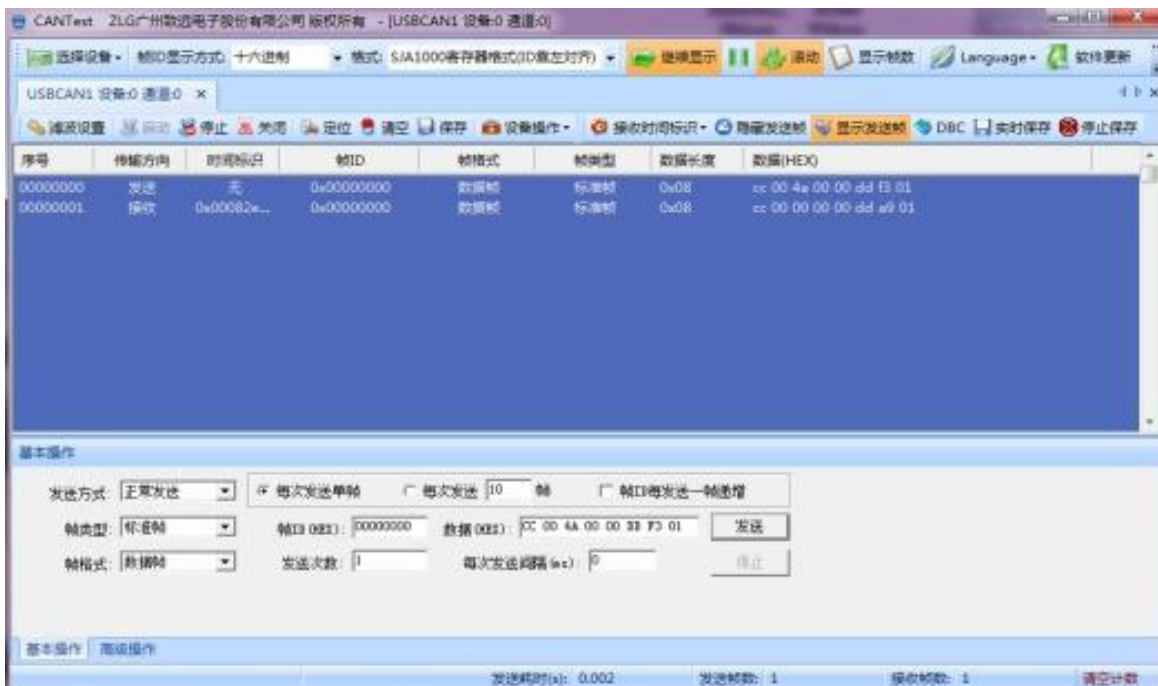 CANTest ZLG广州致远电子股份有限公司 版权所有 - [USBCAN1 设备:0 通道:0]
选择设备 帧ID显示方式: 十六进制 格式: SJA1000寄存器格式(ID靠左对齐) 继续显示 滚动 显示帧数 Language 软件更新
USBCAN1 设备:0 通道:0 ×
滤波设置 启动 停止 关闭 定位 清空 保存 设备操作 接收时间标识 隐藏发送帧 显示发送帧 DBC 实时保存 停止保存
序号 传输方向 时间标识 帧ID 帧格式 帧类型 数据长度 数据(HEX)
00000000 发送 无 0x00000000 数据帧 标准帧 0x08 cc 00 4a 00 00 dd f3 01
00000001 接收 0x00082e... 0x00000000 数据帧 标准帧 0x08 cc 00 00 00 00 dd a9 01
基本操作
发送方式: 正常发送 每次发送单帧 每次发送 10 帧 帧ID每发送一帧递增
帧类型: 标准帧 帧ID(HEX): 00000000 数据(HEX): CC 00 4A 00 00 DD F3 01 发送
帧格式: 数据帧 发送次数: 1 每次发送间隔(ms): 0 停止
基本操作 高级操作
发送耗时(s): 0.002 发送帧数: 1 接收帧数: 1 清空计数